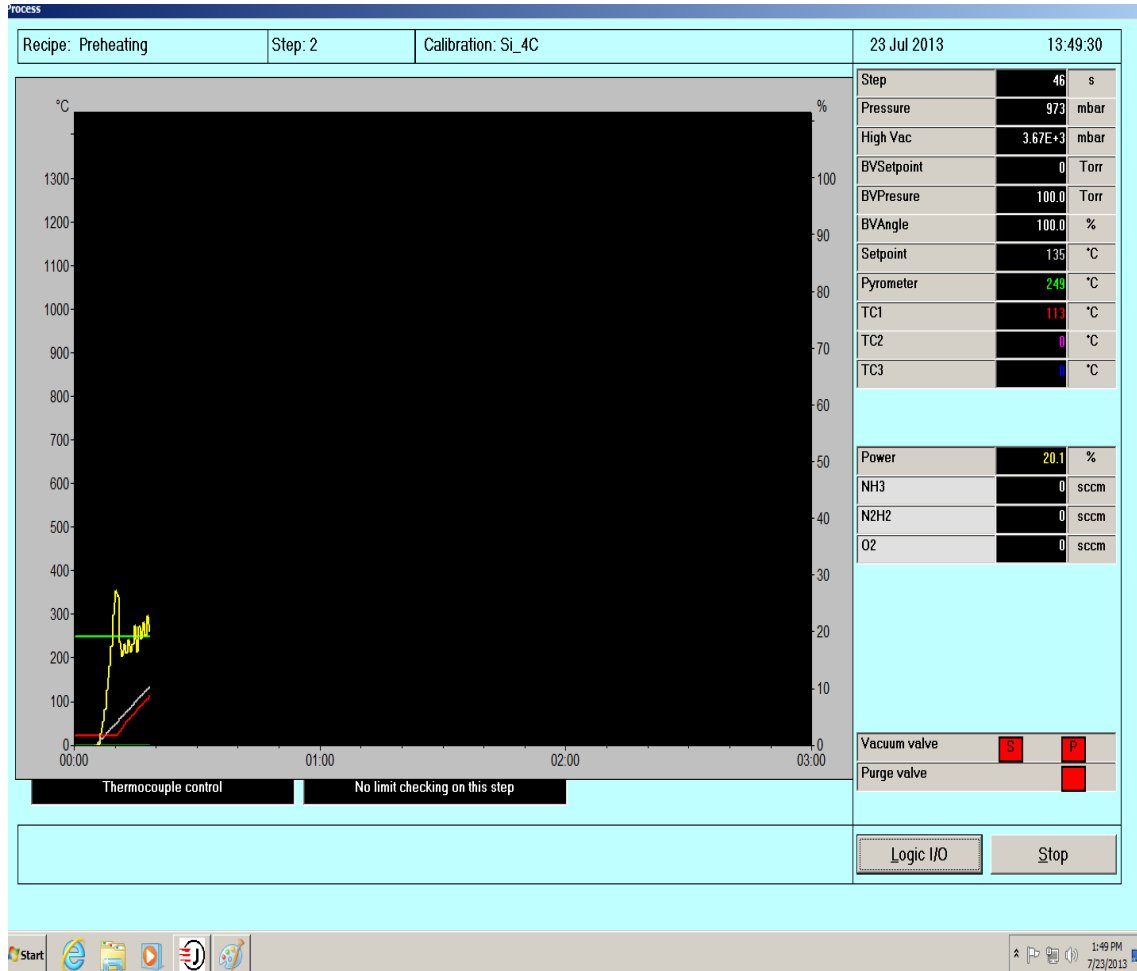 Process
Recipe: Preheating Step: 2 Calibration: Si_4C 23 Jul 2013 13:49:30
Step 46 s
Pressure 973 mbar
High Vac 3.67E+3 mbar
BVSetpoint 0 Torr
BVPresure 100.0 Torr
BVAngle 100.0 %
Setpoint 135 °C
Pyrometer 249 °C
TC1 113 °C
TC2 0 °C
TC3 0 °C
Power 20.1 %
NH3 0 sccm
N2H2 0 sccm
O2 0 sccm
Vacuum valve S P
Purge valve
°C %
1300
1200
1100
1000
900
800
700
600
500
400
300
200
100
0
100
90
80
70
60
50
40
30
20
10
0
00:00 01:00 02:00 03:00
Thermocouple control No limit checking on this step
Logic I/O Stop
Start
1:49 PM
7/23/2013